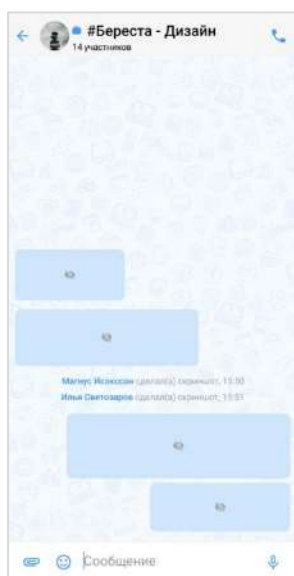 #Береста - Дизайн
14 участников
Магнус Исакссон сделал(а) скриншот, 15:50
Илья Светозаров сделал(а) скриншот, 15:51
Сообщение